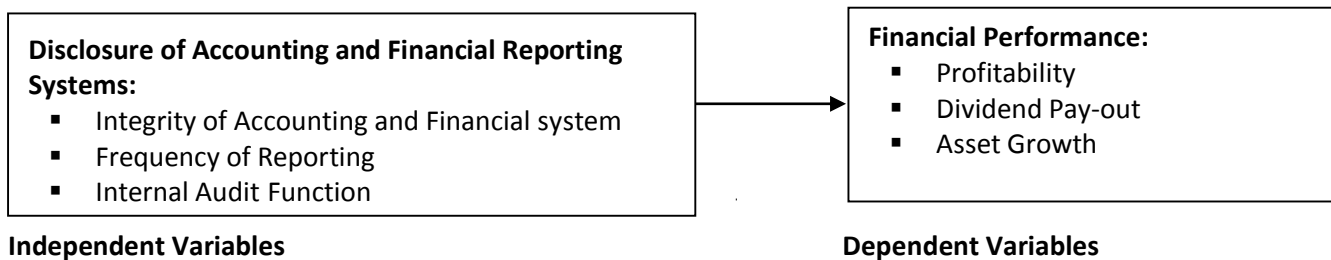 Disclosure of Accounting and Financial Reporting
Systems:
▪ Integrity of Accounting and Financial system
▪ Frequency of Reporting
▪ Internal Audit Function
Independent Variables
Financial Performance:
▪ Profitability
▪ Dividend Pay-out
▪ Asset Growth
Dependent Variables